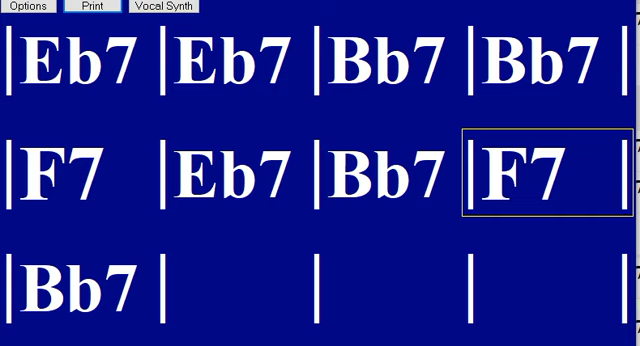 Options Print Vocal Synth
|Eb7 |Eb7 |Bb7 |Bb7 |
|F7 |Eb7 |Bb7 |F7 |
|Bb7 | | | |